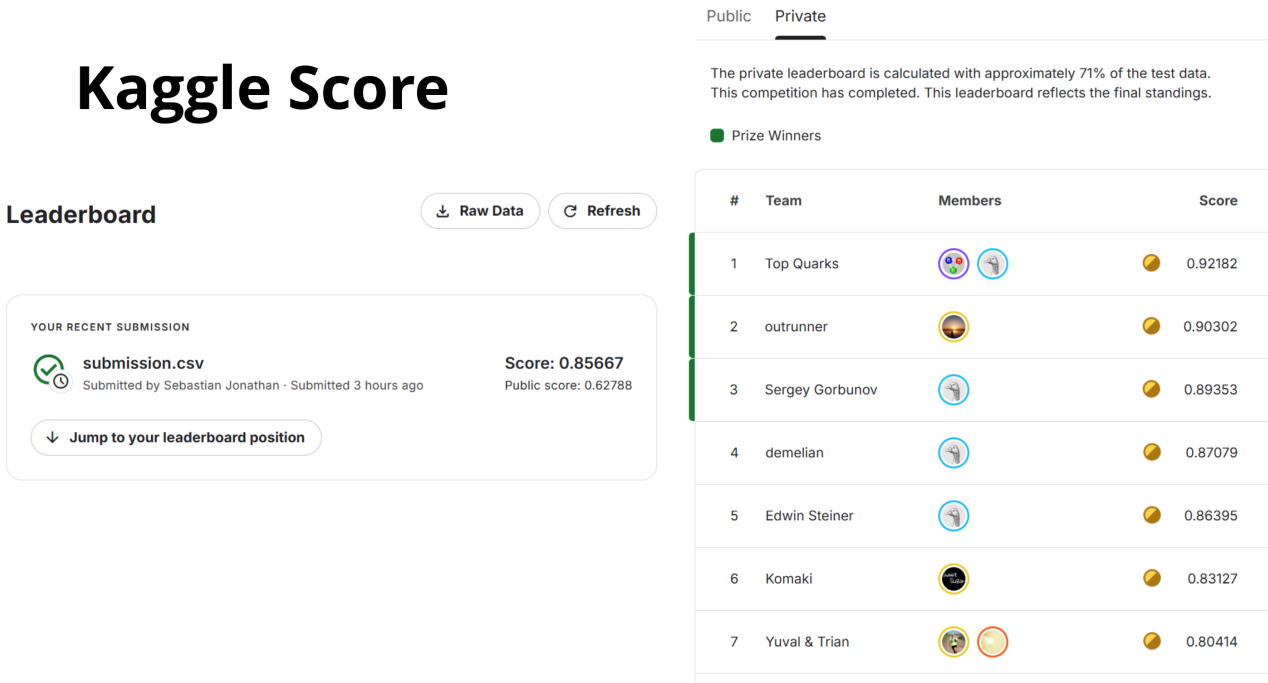 Kaggle Score
Leaderboard
Raw Data
Refresh
YOUR RECENT SUBMISSION
submission.csv
Submitted by Sebastian Jonathan · Submitted 3 hours ago
Score: 0.85667
Public score: 0.62788
Jump to your leaderboard position
Public Private
The private leaderboard is calculated with approximately 71% of the test data.
This competition has completed. This leaderboard reflects the final standings.
Prize Winners
# Team Members Score
1 Top Quarks 0.92182
2 outrunner 0.90302
3 Sergey Gorbunov 0.89353
4 demelian 0.87079
5 Edwin Steiner 0.86395
6 Komaki 0.83127
7 Yuval & Trian 0.80414